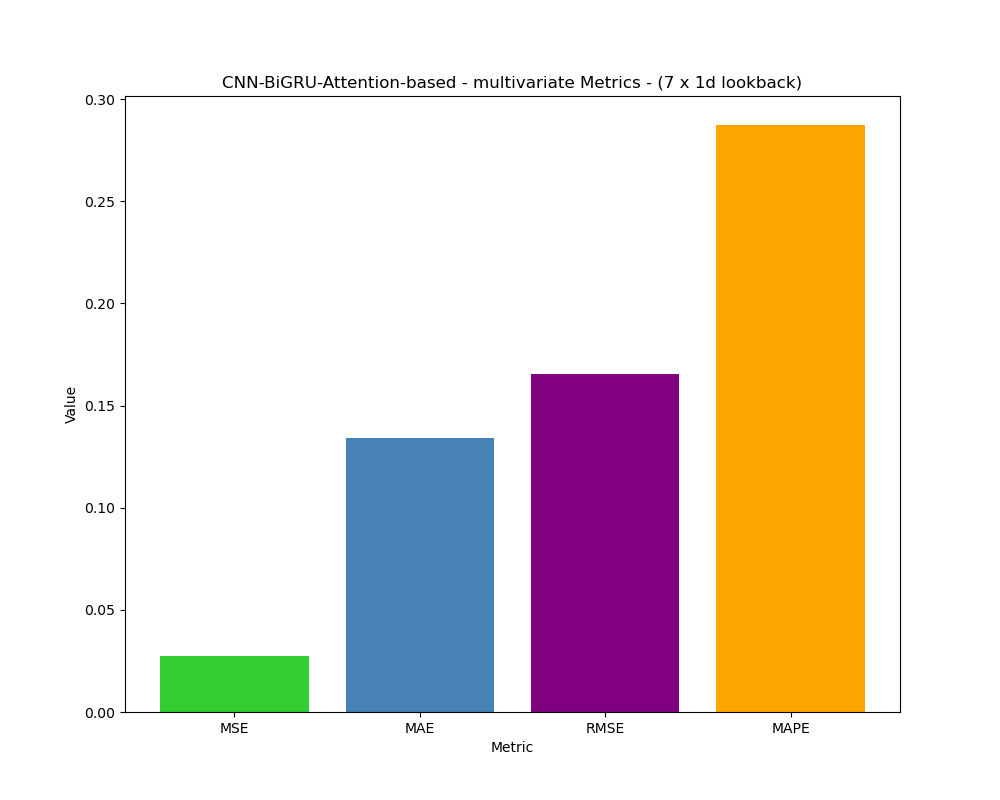 CNN-BiGRU-Attention-based - multivariate Metrics - (7 x 1d lookback)
0.30
0.25
0.20
0.15
0.10
0.05
0.00
Value
MSE MAE RMSE MAPE
Metric